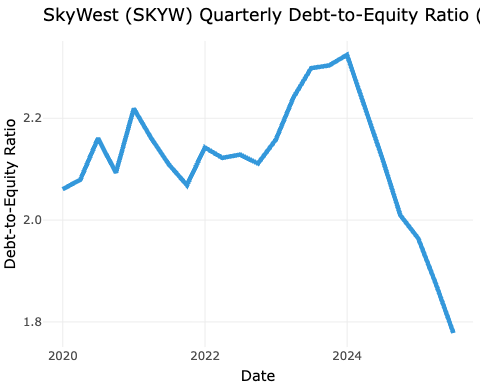 SkyWest (SKYW) Quarterly Debt-to-Equity Ratio (
Debt-to-Equity Ratio
2.2
2.0
1.8
2020 2022 2024
Date